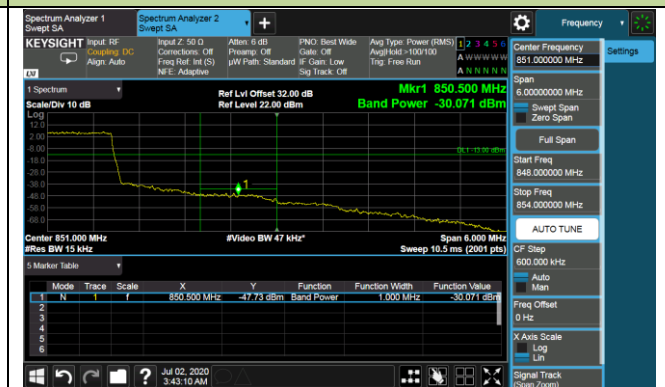 Spectrum Analyzer 1
Swept SA
Spectrum Analyzer 2
Swept SA
+
Frequency
KEYSIGHT
Input: RF
Coupling: DC
Align: Auto
Input Z: 50 Ω
Corrections: Off
Freq Ref: Int (S)
NFE: Adaptive
Atten: 6 dB
Preamp: Off
µW Path: Standard
PNO: Best Wide
Gate: Off
IF Gain: Low
Sig Track: Off
Avg Type: Power (RMS)
Avg|Hold >100/100
Trig: Free Run
1 2 3 4 5 6
A W W W W W
A N N N N N
LXI
1 Spectrum
Scale/Div 10 dB
Ref Lvl Offset 32.00 dB
Ref Level 22.00 dBm
Mkr1 850.500 MHz
Band Power -30.071 dBm
Log
12.0
2.00
-8.00
-18.0
-28.0
-38.0
-48.0
-58.0
-68.0
DL1 -13.00 dBm
1
Center 851.000 MHz
#Res BW 15 kHz
#Video BW 47 kHz*
Span 6.000 MHz
Sweep 10.5 ms (2001 pts)
5 Marker Table
Mode Trace Scale X Y Function Function Width Function Value
1 N 1 f 850.500 MHz -47.73 dBm Band Power 1.000 MHz -30.071 dBm
2
3
4
5
6
Jul 02, 2020
3:43:10 AM
?
Center Frequency
851.000000 MHz
Settings
Span
6.00000000 MHz
Swept Span
Zero Span
Full Span
Start Freq
848.000000 MHz
Stop Freq
854.000000 MHz
AUTO TUNE
CF Step
600.000 kHz
Auto
Man
Freq Offset
0 Hz
X Axis Scale
Log
Lin
Signal Track
(Span Zoom)